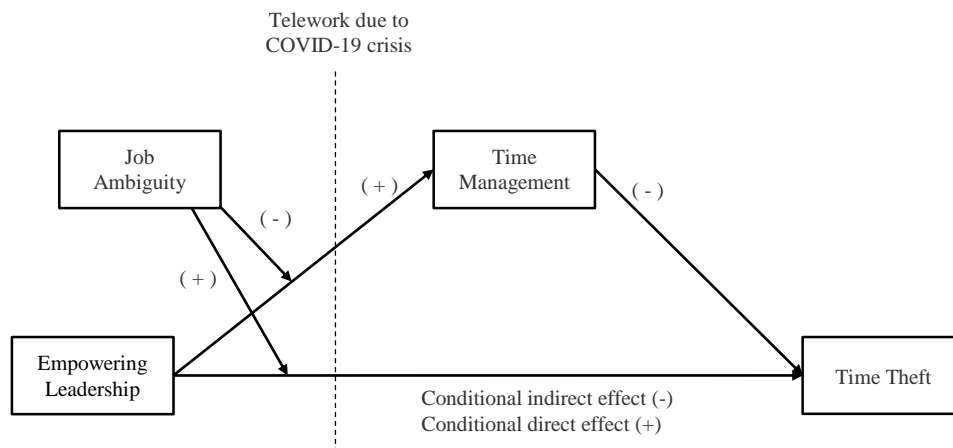 Telework due to
COVID-19 crisis
Job
Ambiguity
Time
Management
( + )
( - )
( - )
( + )
Empowering
Leadership
Time Theft
Conditional indirect effect (-)
Conditional direct effect (+)